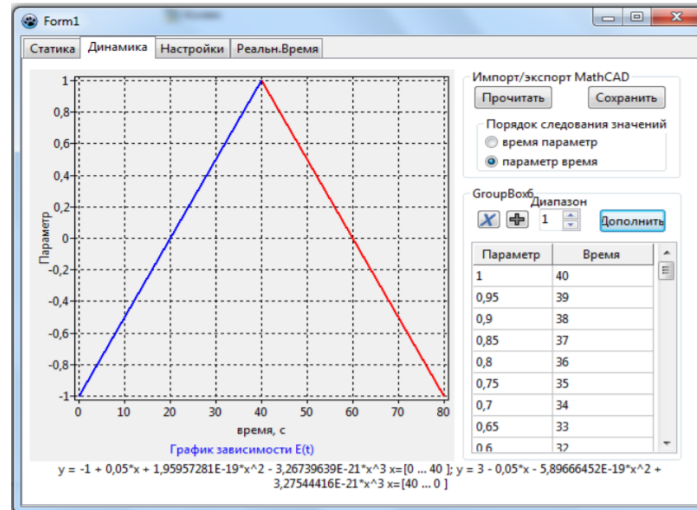 Form1
Статика Динамика Настройки Реальн.Время
Импорт/экспорт MathCAD
Прочитать Сохранить
Порядок следования значений
время параметр
параметр время
GroupBox6
Диапазон
1 Дополнить
Параметр Время
1 40
0,95 39
0,9 38
0,85 37
0,8 36
0,75 35
0,7 34
0,65 33
0,6 32
Параметр
1
0,8
0,6
0,4
0,2
0
-0,2
-0,4
-0,6
-0,8
-1
0 10 20 30 40 50 60 70 80
время, с
График зависимости E(t)
y = -1 + 0,05*x + 1,95957281E-19*x^2 - 3,26739639E-21*x^3 x=[0 ... 40 ]; y = 3 - 0,05*x - 5,89666452E-19*x^2 +
3,27544416E-21*x^3 x=[40 ... 0 ]